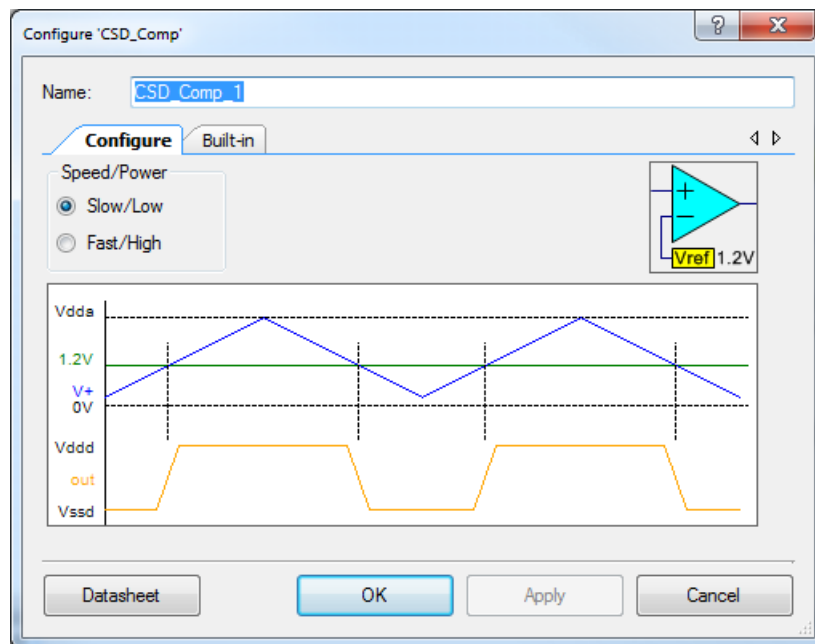 Configure 'CSD_Comp'
?
X
Name: CSD_Comp_1
Configure Built-in
Speed/Power
Slow/Low
Fast/High
+
−
Vref 1.2V
Vdda
1.2V
V+
0V
Vddd
out
Vssd
Datasheet OK Apply Cancel